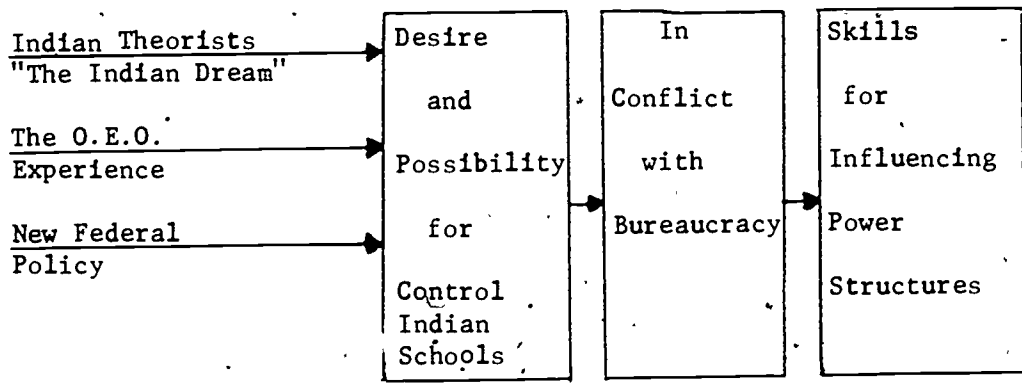 Indian Theorists
"The Indian Dream"
The O.E.O.
Experience
New Federal
Policy
Desire
and
Possibility
for
Control
Indian
Schools
In
Conflict
with
Bureaucracy
Skills
for
Influencing
Power
Structures